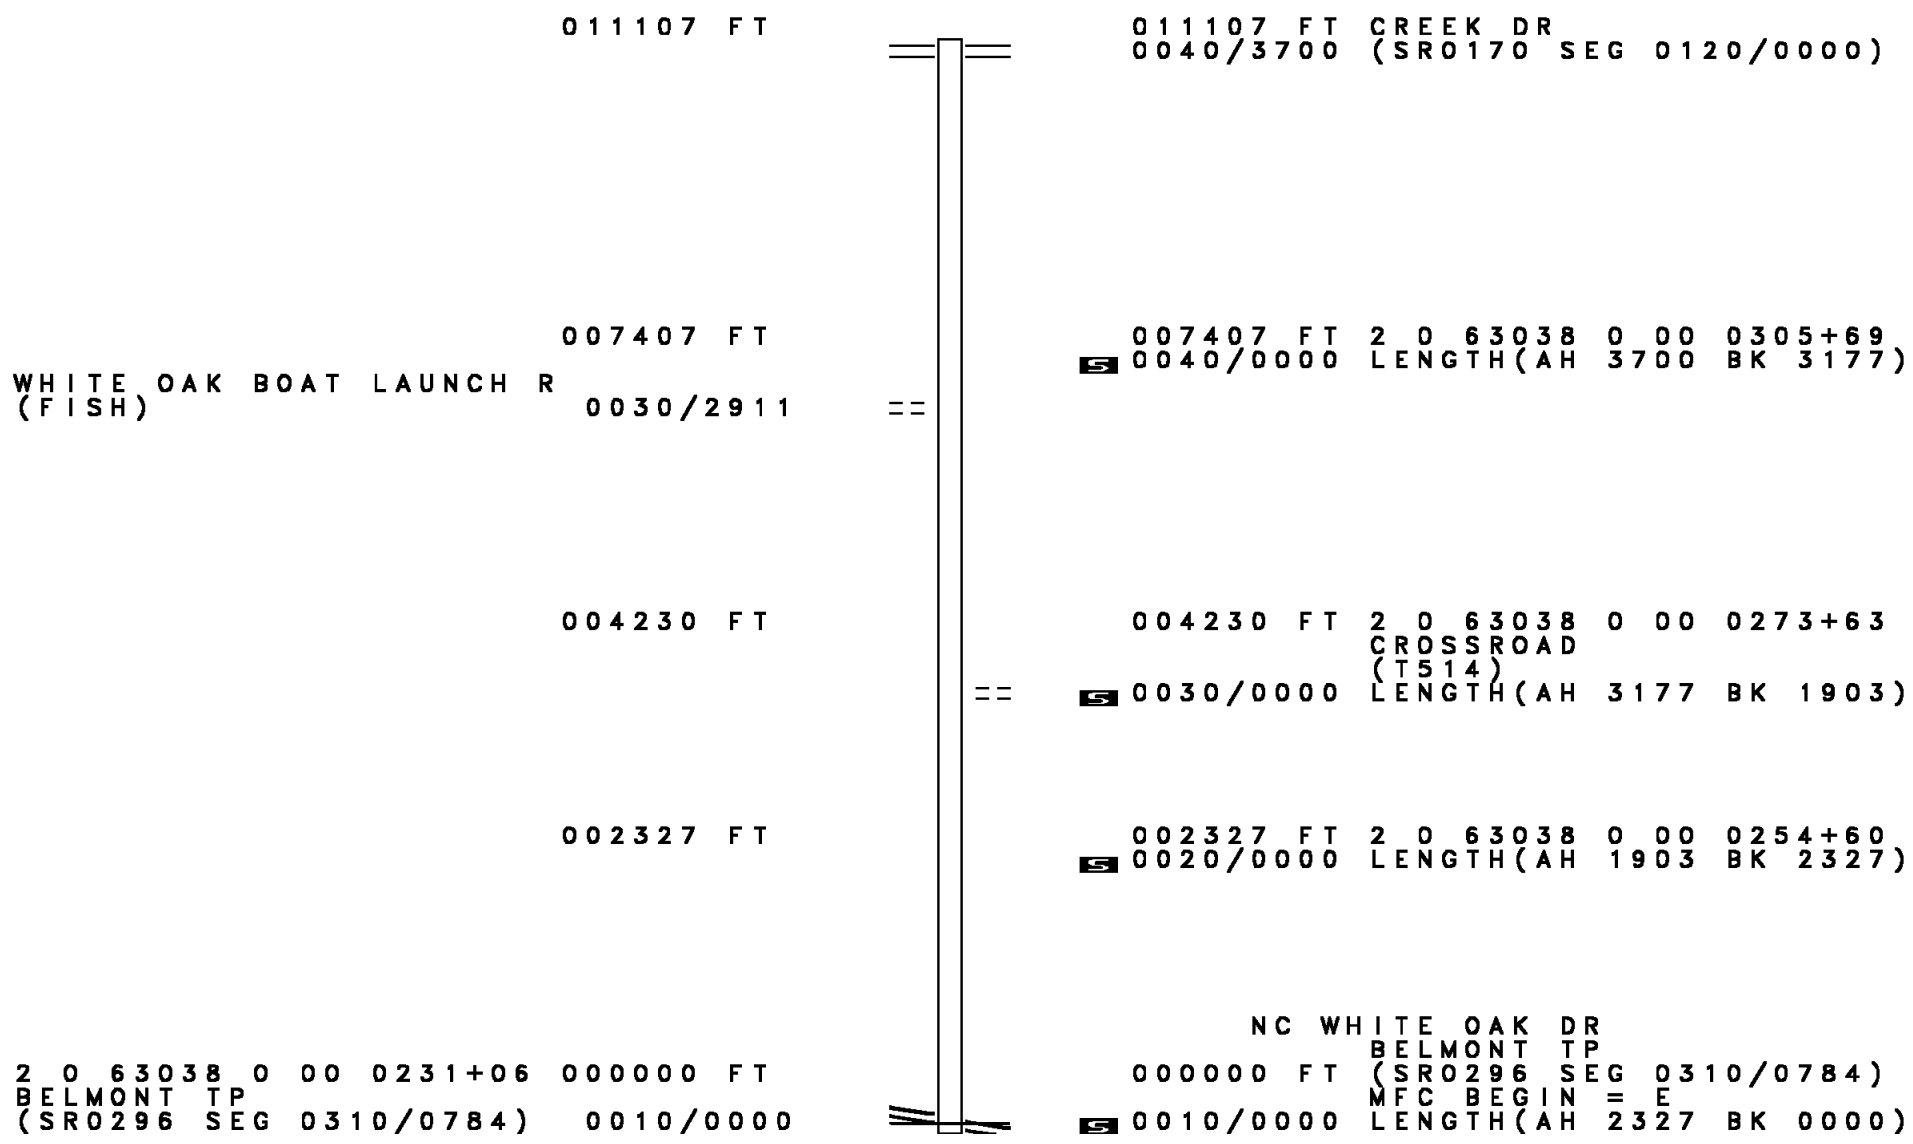 011107 FT 011107 FT CREEK DR
0040/3700 (SR0170 SEG 0120/0000)
007407 FT 007407 FT 2 0 63038 0 00 0305+69
S 0040/0000 LENGTH(AH 3700 BK 3177)
WHITE OAK BOAT LAUNCH R
(FISH) 0030/2911
004230 FT 004230 FT 2 0 63038 0 00 0273+63
CROSSROAD
(T514)
S 0030/0000 LENGTH(AH 3177 BK 1903)
002327 FT 002327 FT 2 0 63038 0 00 0254+60
S 0020/0000 LENGTH(AH 1903 BK 2327)
NC WHITE OAK DR
BELMONT TP
2 0 63038 0 00 0231+06 000000 FT 000000 FT (SR0296 SEG 0310/0784)
BELMONT TP MFC BEGIN = E
(SR0296 SEG 0310/0784) 0010/0000 S 0010/0000 LENGTH(AH 2327 BK 0000)